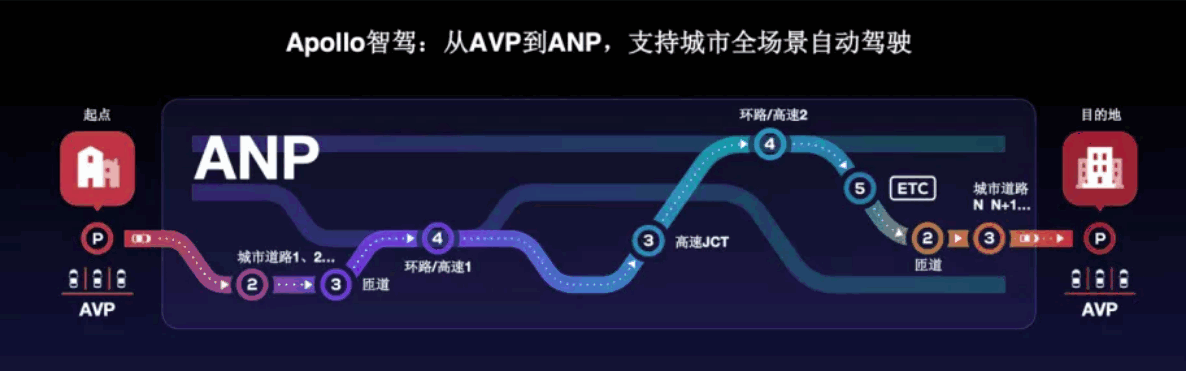 Apollo智驾：从AVP到ANP，支持城市全场景自动驾驶
起点
P
AVP
ANP
城市道路1、2...
2
3
匝道
4
环路/高速1
3
高速JCT
环路/高速2
4
5
ETC
2
匝道
城市道路
N N+1...
3
目的地
P
AVP